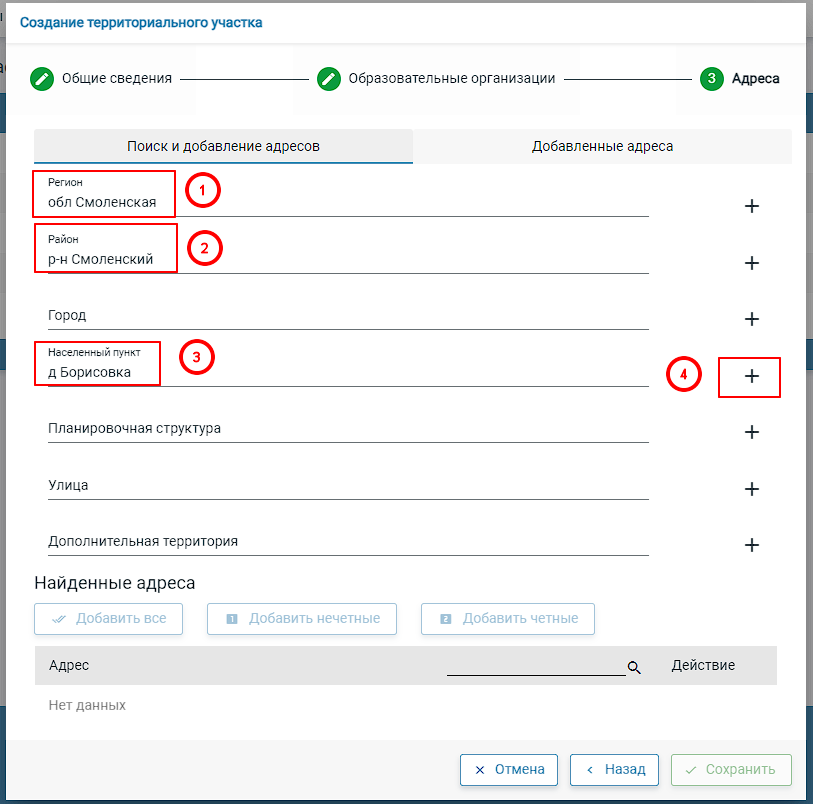 Создание территориального участка
Общие сведения
Образовательные организации
3 Адреса
Поиск и добавление адресов
Добавленные адреса
Регион
обл Смоленская
1
Район
р-н Смоленский
2
Город
Населенный пункт
д Борисовка
3
4
Планировочная структура
Улица
Дополнительная территория
Найденные адреса
Добавить все
1 Добавить нечетные
2 Добавить четные
Адрес
Действие
Нет данных
Отмена
Назад
Сохранить